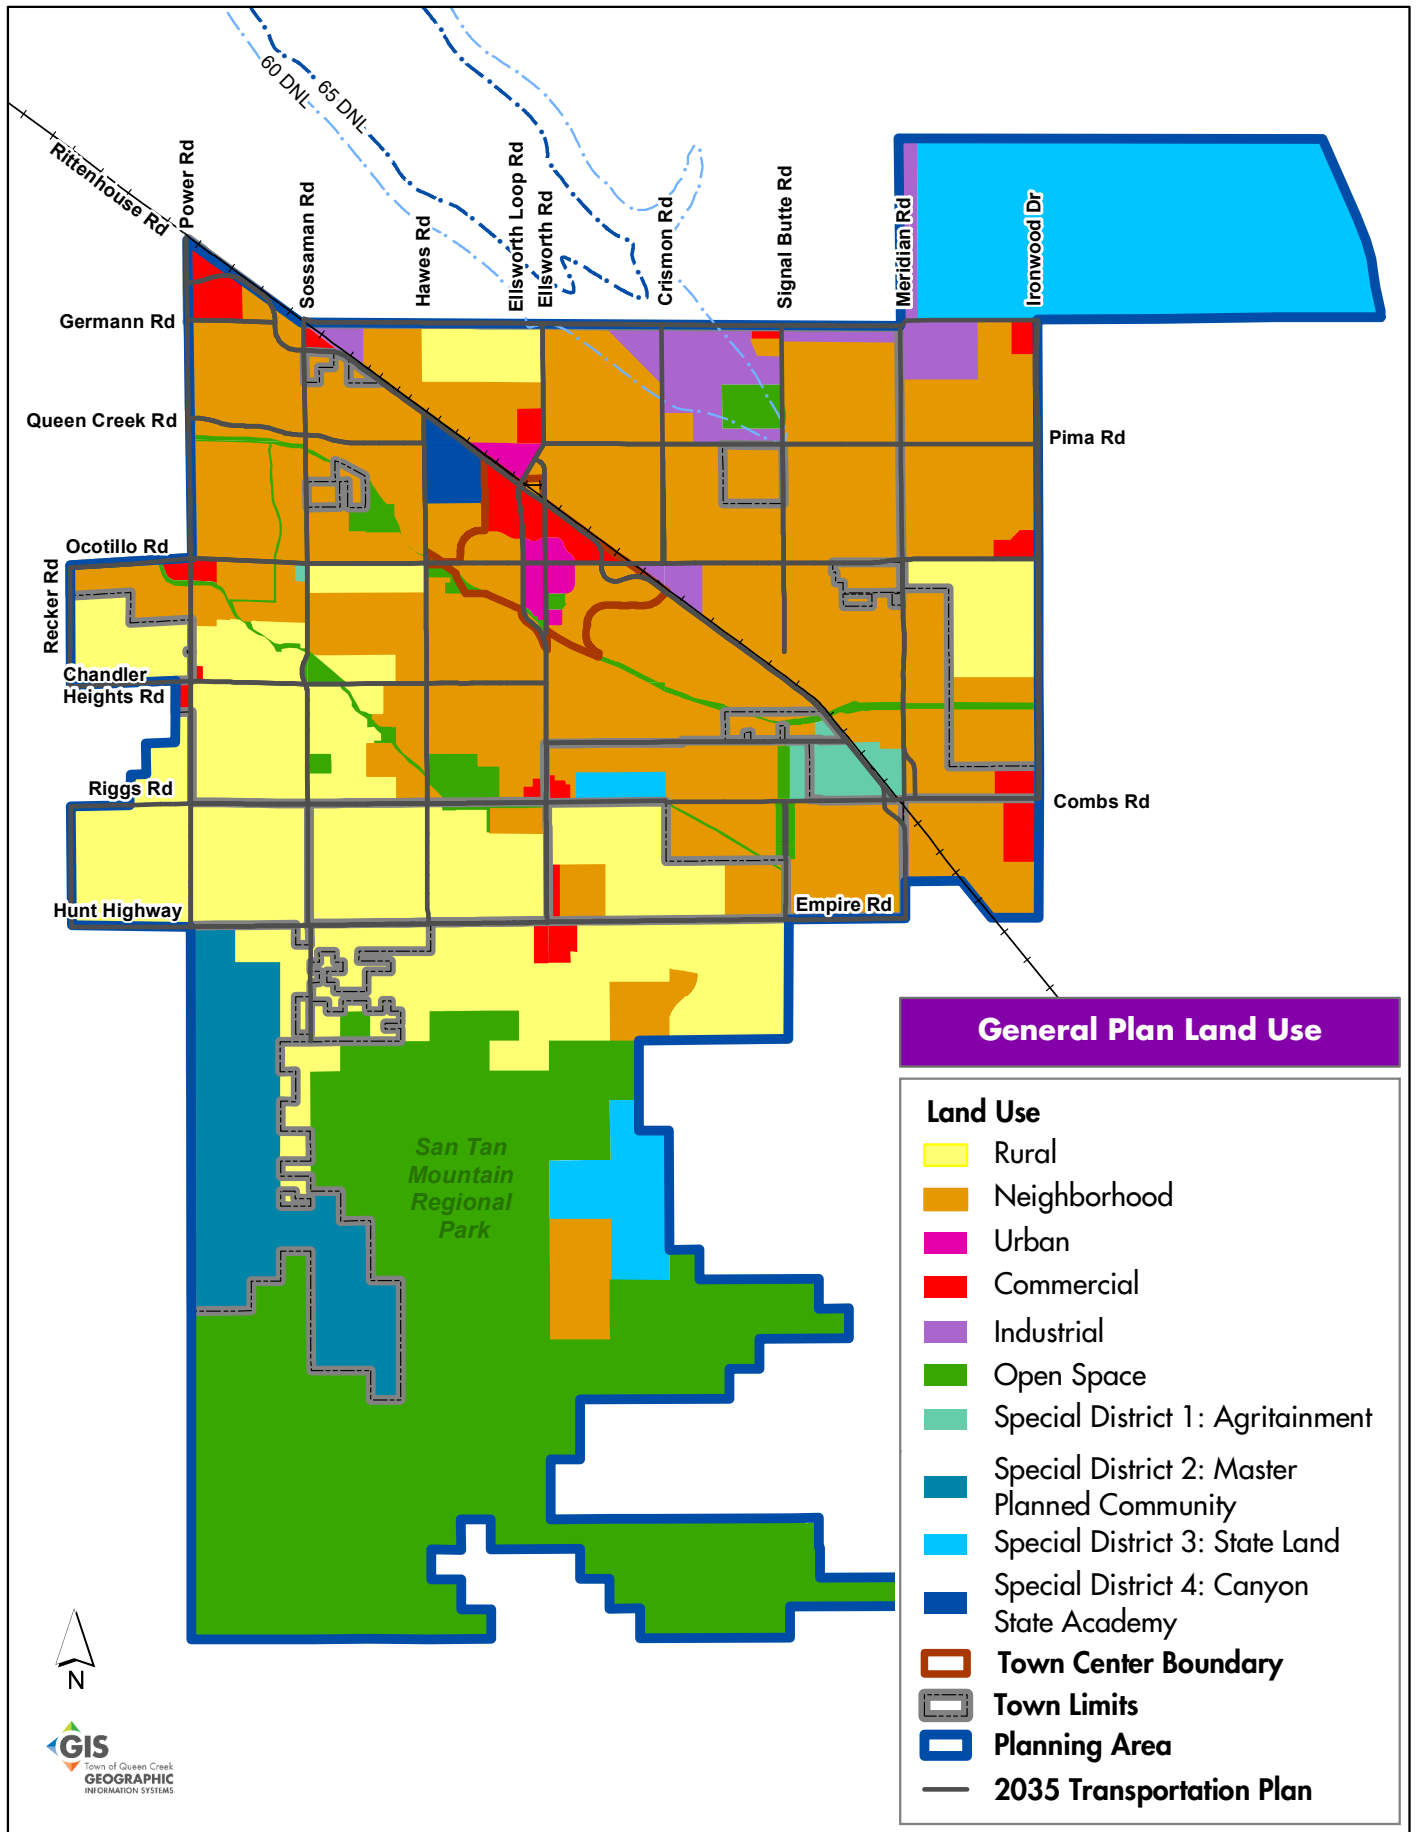 60 DNL
65 DNL
Rittenhouse Rd
Power Rd
Sossaman Rd
Hawes Rd
Ellsworth Loop Rd
Ellsworth Rd
Crismon Rd
Signal Butte Rd
Meridian Rd
Ironwood Dr
Germann Rd
Queen Creek Rd
Pima Rd
Ocotillo Rd
Recker Rd
Chandler
Heights Rd
Riggs Rd
Combs Rd
Hunt Highway
Empire Rd
San Tan
Mountain
Regional
Park
General Plan Land Use
Land Use
Rural
Neighborhood
Urban
Commercial
Industrial
Open Space
Special District 1: Agritainment
Special District 2: Master
Planned Community
Special District 3: State Land
Special District 4: Canyon
State Academy
Town Center Boundary
Town Limits
Planning Area
2035 Transportation Plan
N
GIS
Town of Queen Creek
GEOGRAPHIC
INFORMATION SYSTEMS